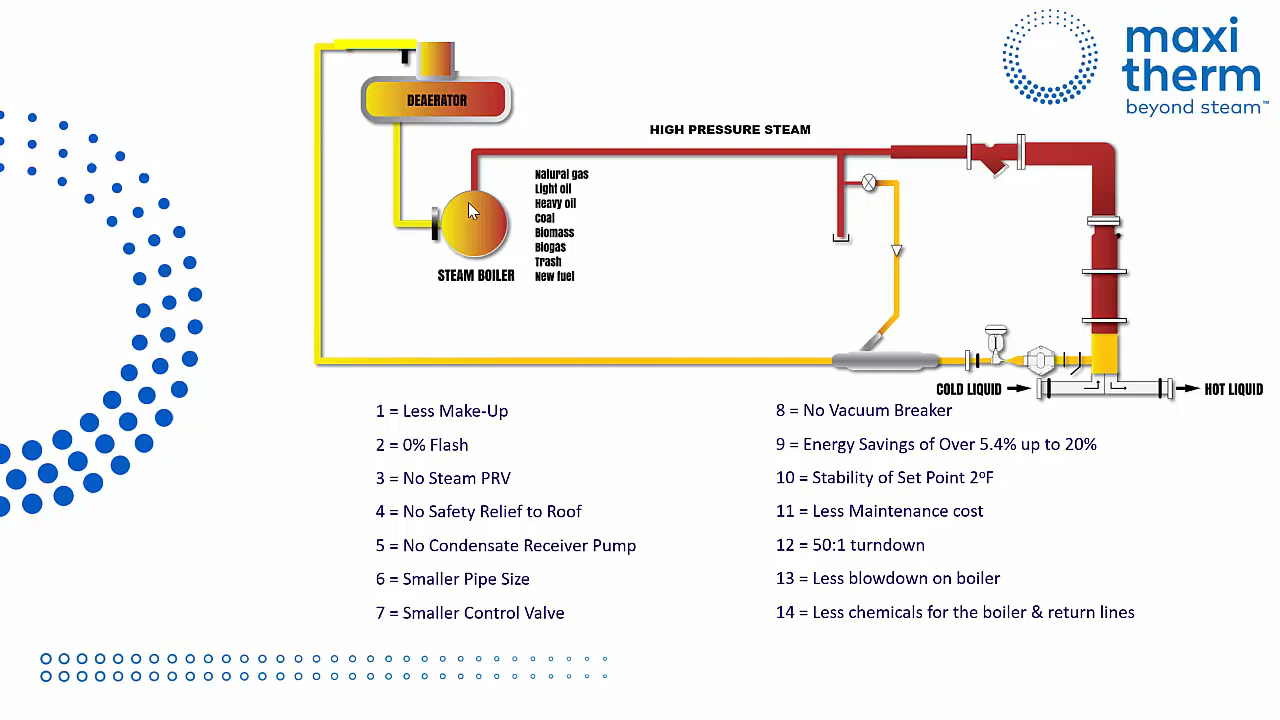 maxi
therm
beyond steam™
DEAERATOR
HIGH PRESSURE STEAM
Natural gas
Light oil
Heavy oil
Coal
Biomass
Biogas
Trash
New fuel
STEAM BOILER
COLD LIQUID
HOT LIQUID
1 = Less Make-Up
2 = 0% Flash
3 = No Steam PRV
4 = No Safety Relief to Roof
5 = No Condensate Receiver Pump
6 = Smaller Pipe Size
7 = Smaller Control Valve
8 = No Vacuum Breaker
9 = Energy Savings of Over 5.4% up to 20%
10 = Stability of Set Point 2ºF
11 = Less Maintenance cost
12 = 50:1 turndown
13 = Less blowdown on boiler
14 = Less chemicals for the boiler & return lines